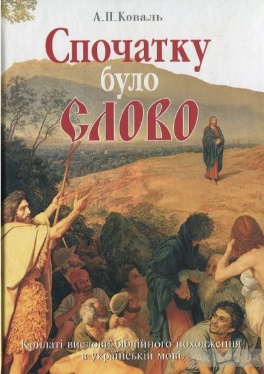 А.П.Коваль
Спочатку
було
СЛОВО
Крилаті вислови біблійного походження
в українській мові